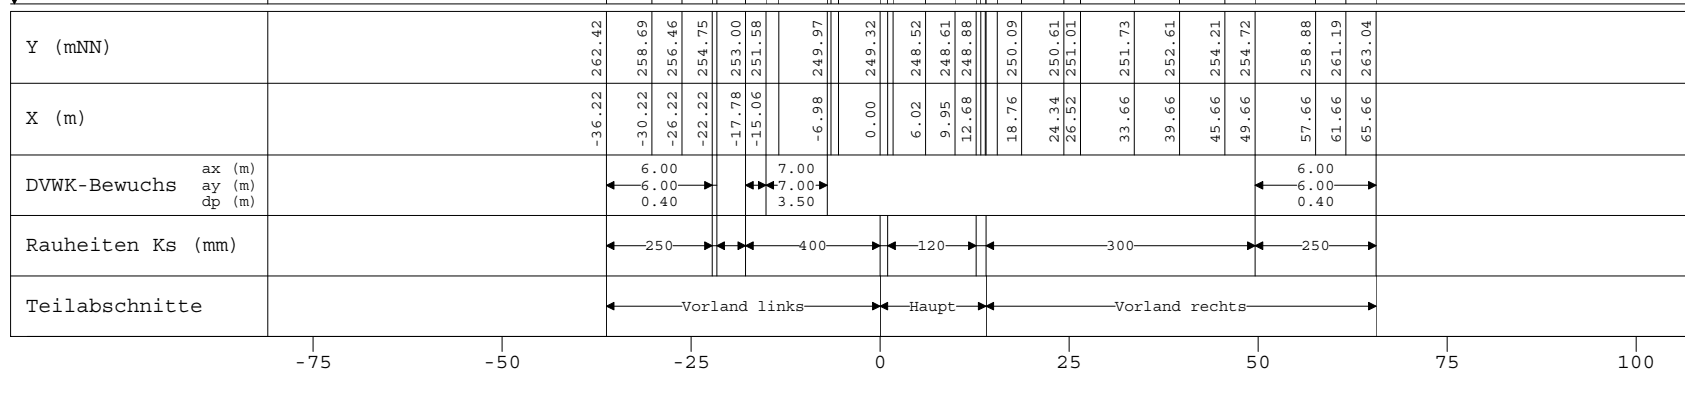 Y (mNN) 262.42 258.69 256.46 254.75 253.00 251.58 249.97 249.32 248.52 248.61 248.88 250.09 250.61 251.01 251.73 252.61 254.21 254.72 258.88 261.19 263.04
X (m) -36.22 -30.22 -26.22 -22.22 -17.78 -15.06 -6.98 0.00 6.02 9.95 12.68 18.76 24.34 26.52 33.66 39.66 45.66 49.66 57.66 61.66 65.66
ax (m) 6.00 7.00 6.00
DVWK-Bewuchs ay (m) 6.00 7.00 6.00
dp (m) 0.40 3.50 0.40
Rauheiten Ks (mm) 250 400 120 300 250
Teilabschnitte Vorland links Haupt Vorland rechts
-75 -50 -25 0 25 50 75 100